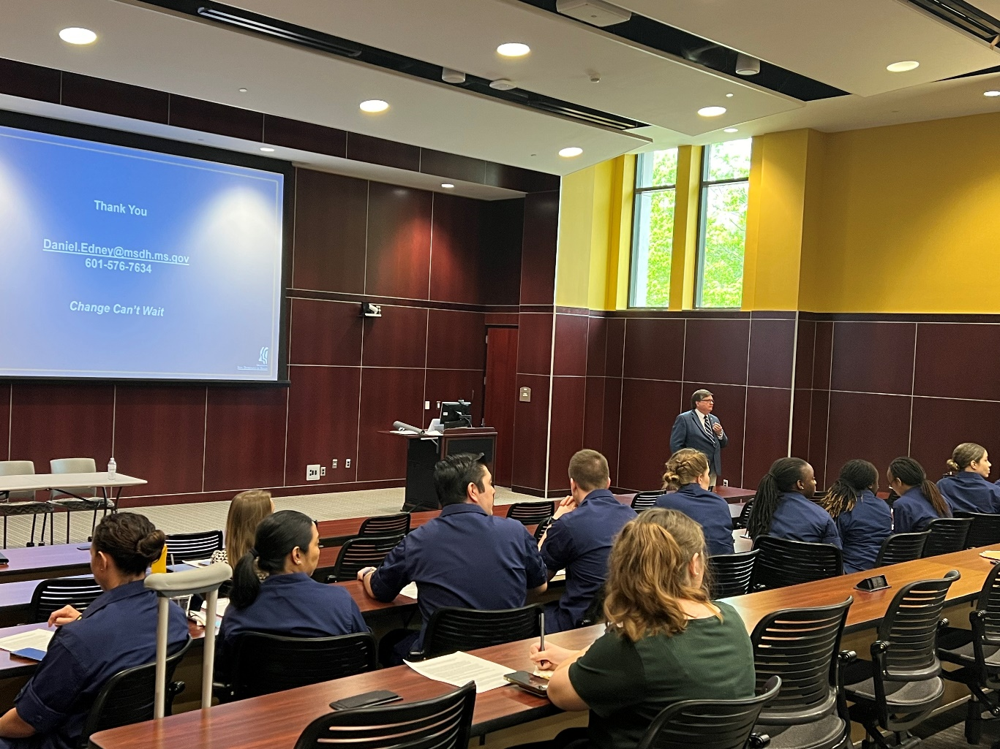 Thank You
Daniel.Edney@msdh.ms.gov
601-576-7634
Change Can't Wait